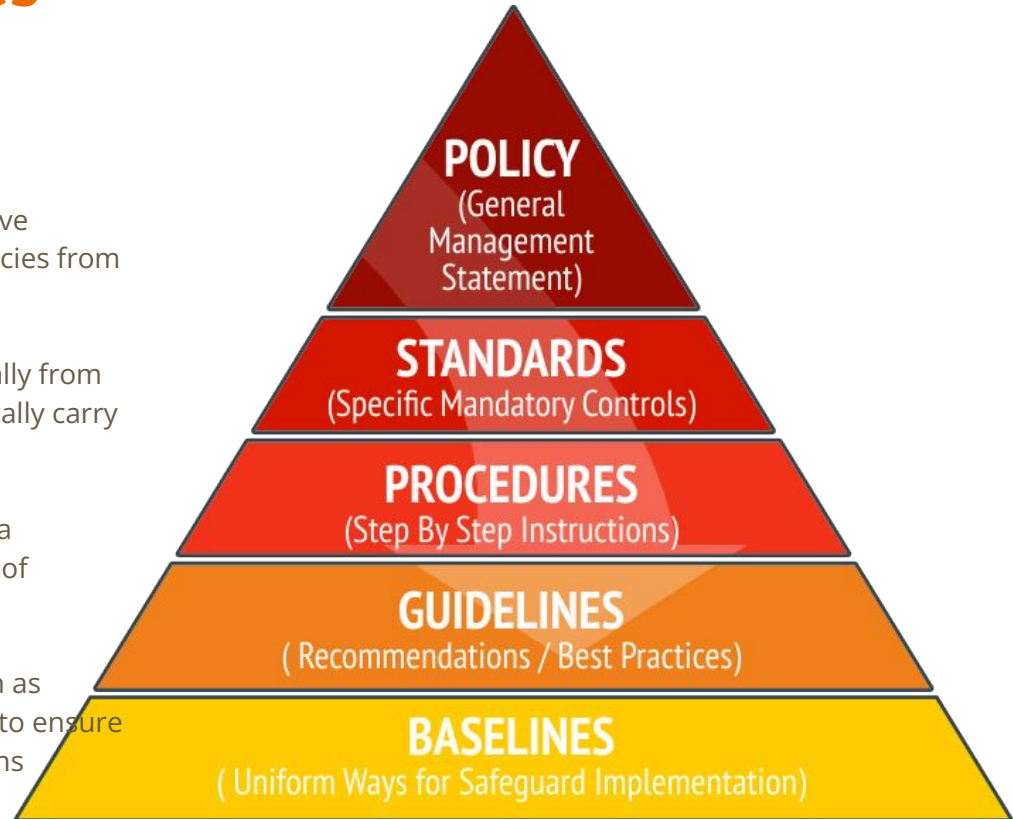 ve
cies from
ally from
ally carry
a
of
n as
to ensure
ns
POLICY
(General
Management
Statement)
STANDARDS
(Specific Mandatory Controls)
PROCEDURES
(Step By Step Instructions)
GUIDELINES
( Recommendations / Best Practices)
BASELINES
( Uniform Ways for Safeguard Implementation)